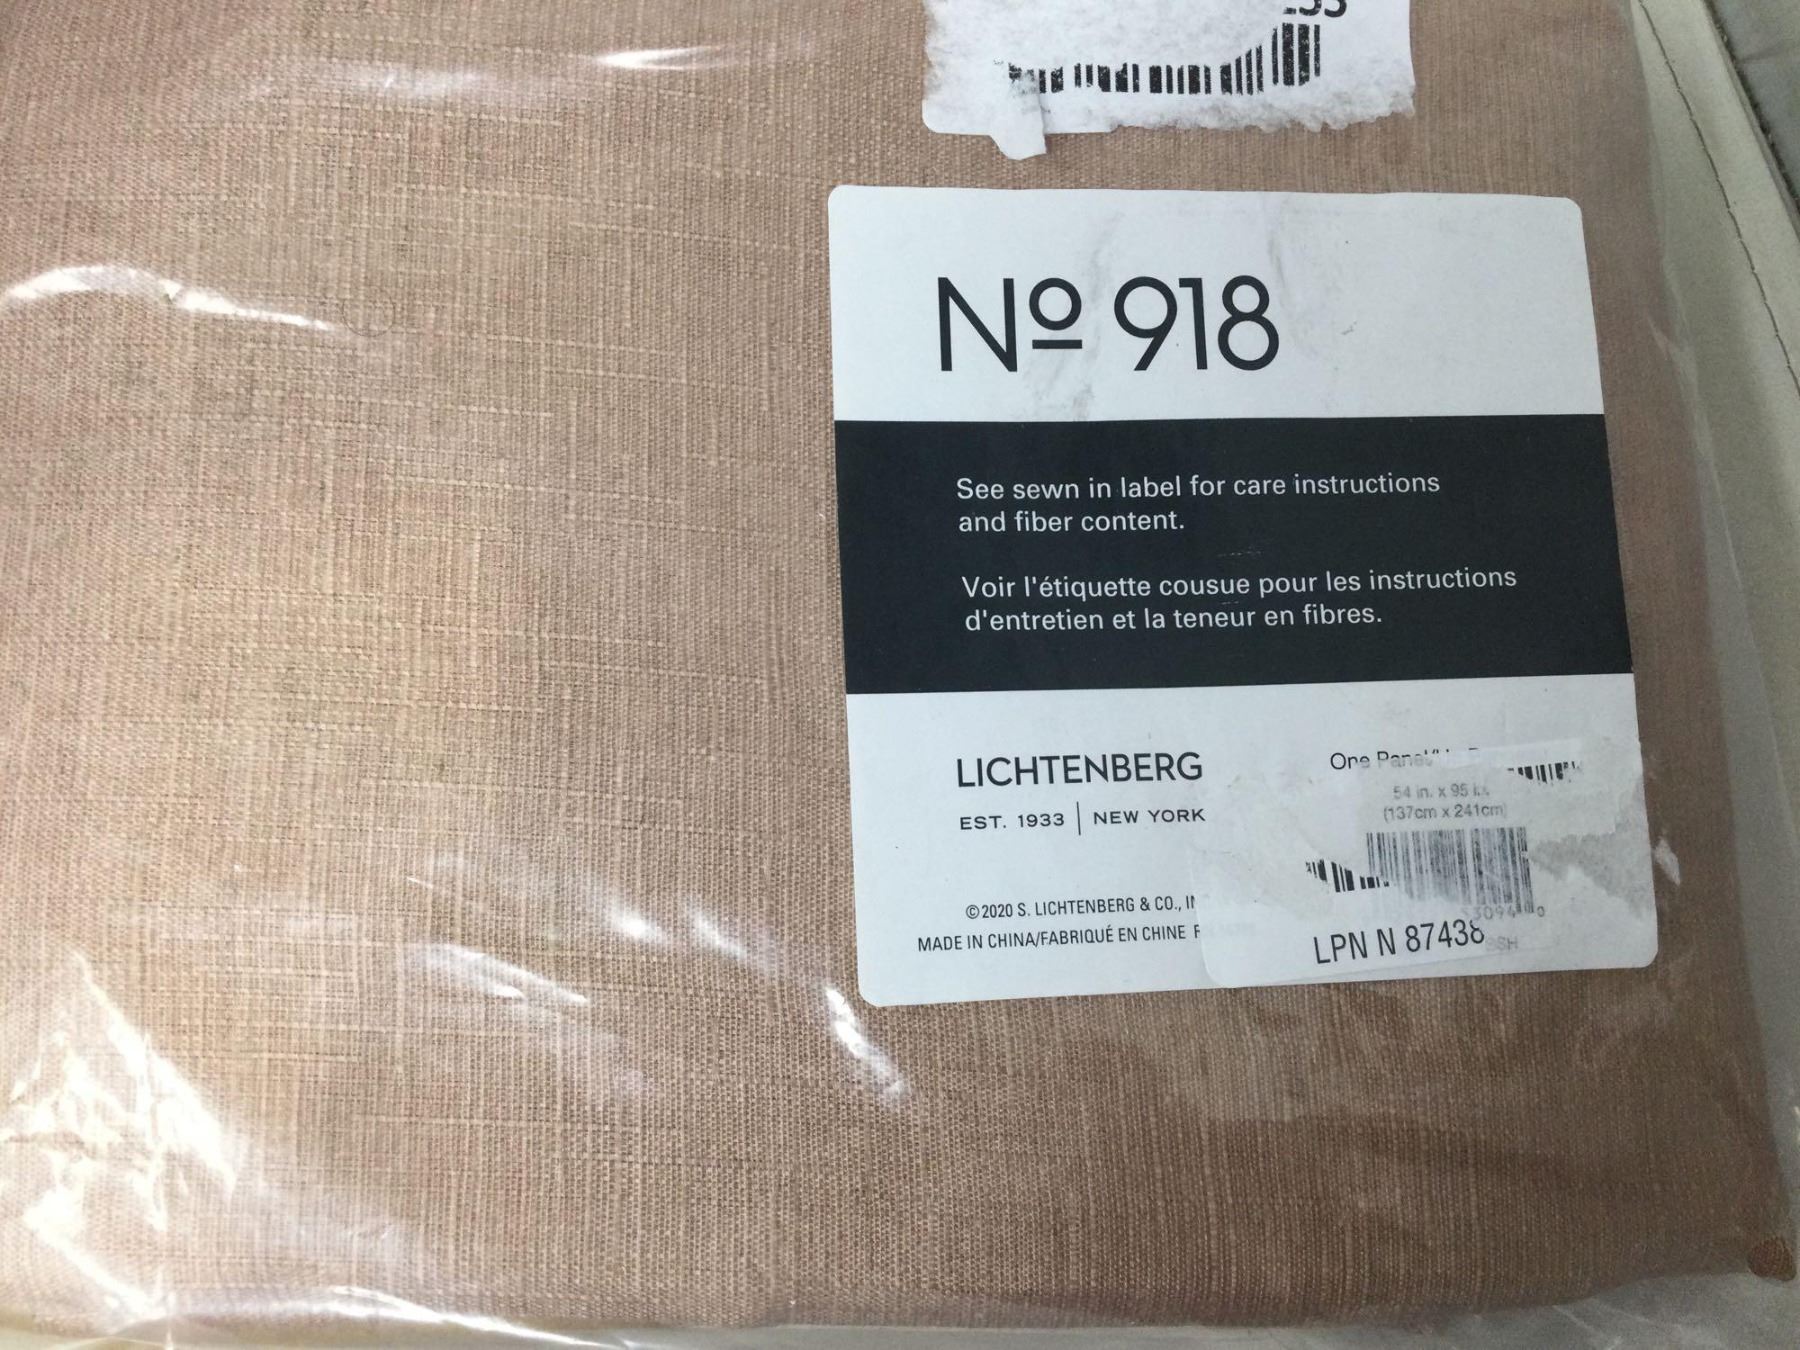 Nº 918
See sewn in label for care instructions
and fiber content.
Voir l'étiquette cousue pour les instructions
d'entretien et la teneur en fibres.
LICHTENBERG
EST. 1933 | NEW YORK
One Panel
54 in. x 95
(137cm x 241cm)
©2020 S. LICHTENBERG & CO.,
MADE IN CHINA/FABRIQUÉ EN CHINE
LPN N 87438